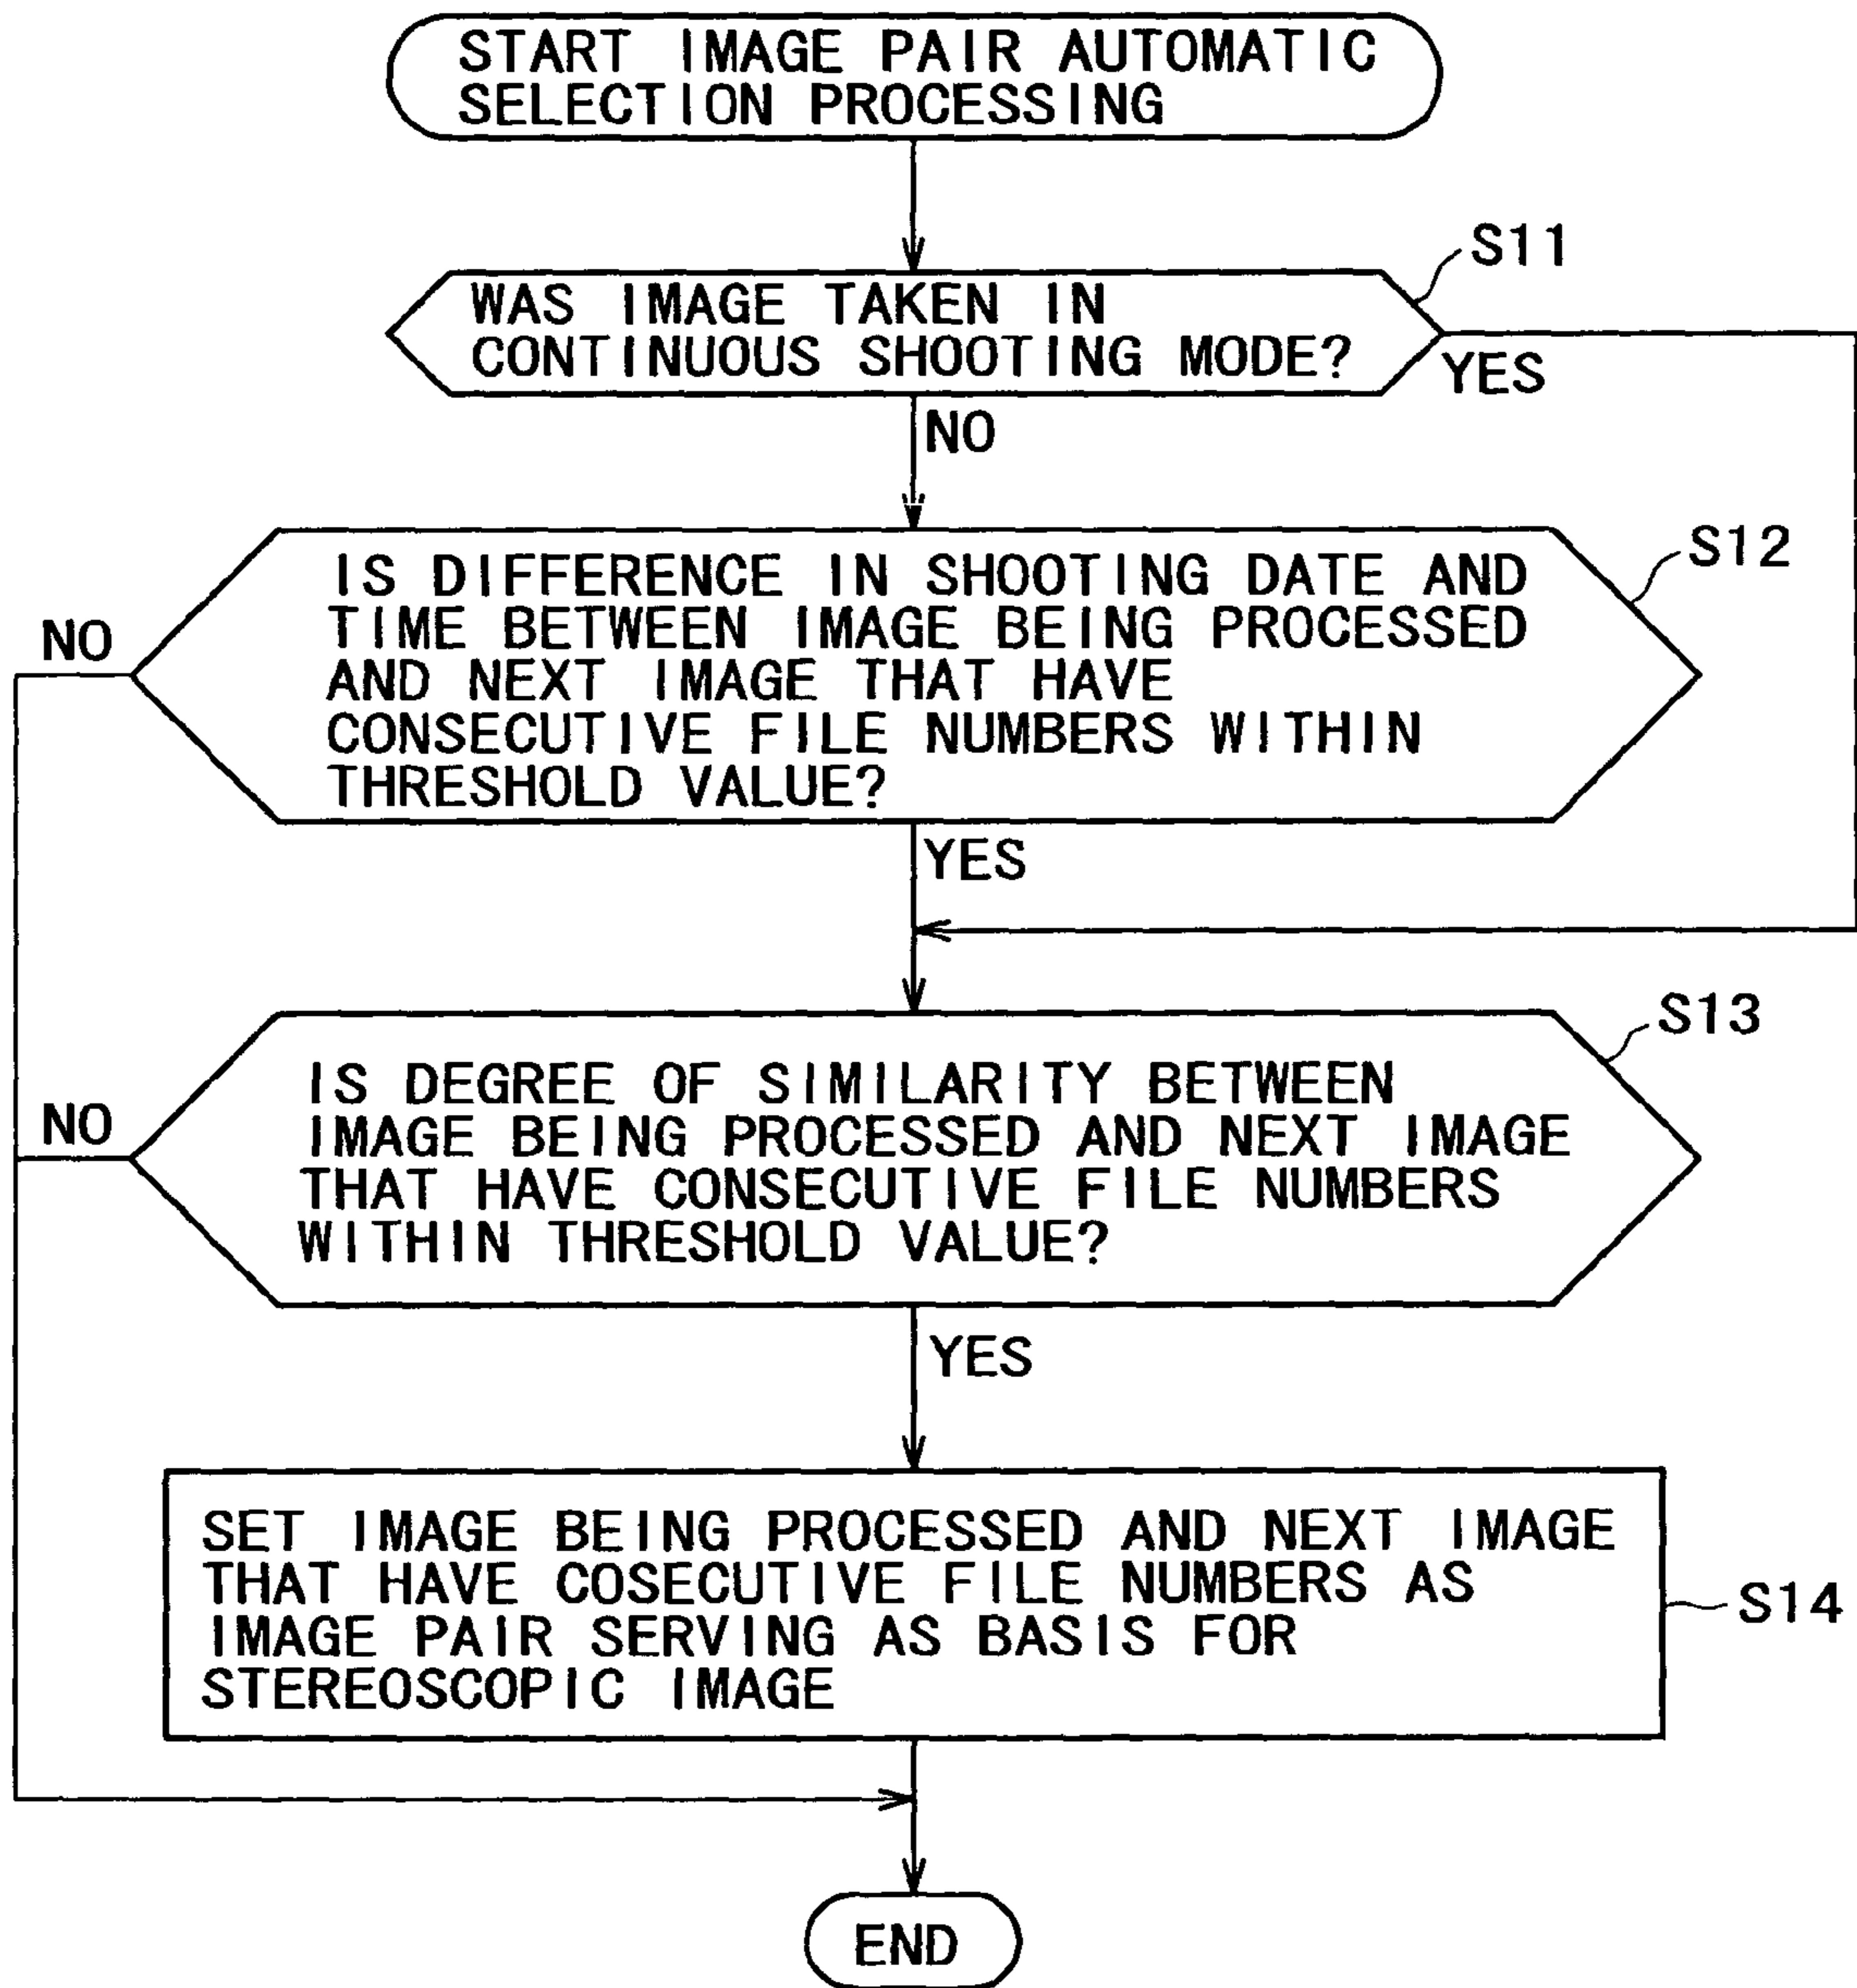 START IMAGE PAIR AUTOMATIC
SELECTION PROCESSING
S11
WAS IMAGE TAKEN IN
CONTINUOUS SHOOTING MODE?
YES
NO
S12
IS DIFFERENCE IN SHOOTING DATE AND
TIME BETWEEN IMAGE BEING PROCESSED
AND NEXT IMAGE THAT HAVE
CONSECUTIVE FILE NUMBERS WITHIN
THRESHOLD VALUE?
NO
YES
S13
IS DEGREE OF SIMILARITY BETWEEN
IMAGE BEING PROCESSED AND NEXT IMAGE
THAT HAVE CONSECUTIVE FILE NUMBERS
WITHIN THRESHOLD VALUE?
NO
YES
SET IMAGE BEING PROCESSED AND NEXT IMAGE
THAT HAVE COSECUTIVE FILE NUMBERS AS
IMAGE PAIR SERVING AS BASIS FOR
STEREOSCOPIC IMAGE
S14
END